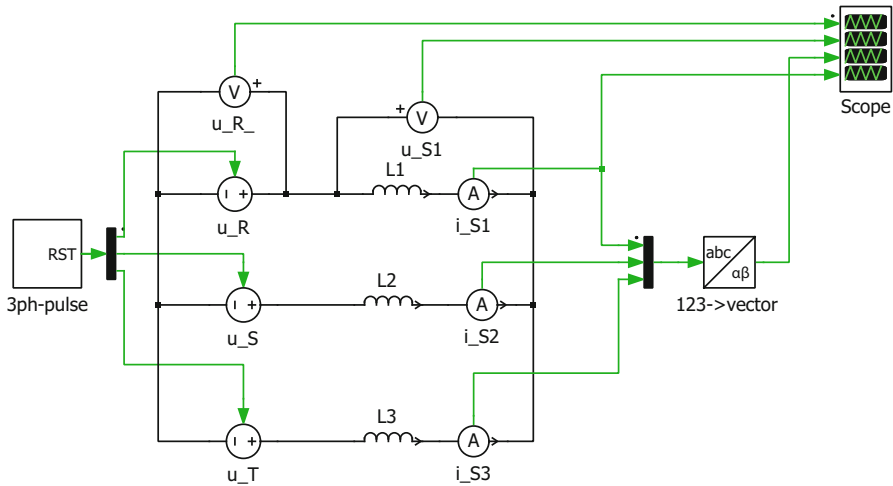 Scope
V
+
u_R_
+
V
u_S1
L1
A
i_S1
+
u_R
RST
3ph-pulse
abc
αβ
123->vector
L2
+
A
u_S
i_S2
L3
+
A
u_T
i_S3